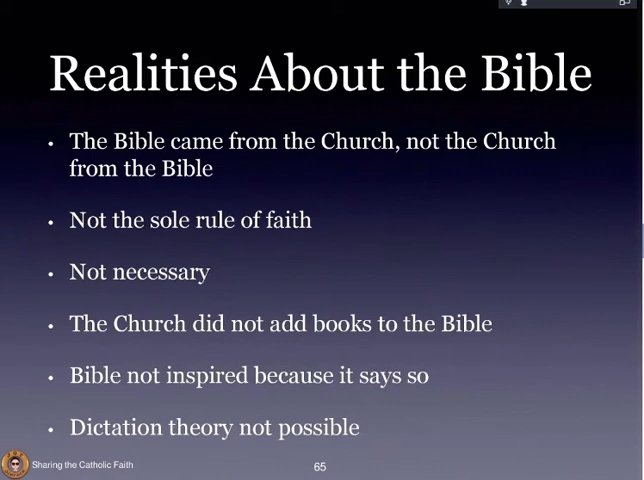 Realities About the Bible
• The Bible came from the Church, not the Church
from the Bible
• Not the sole rule of faith
• Not necessary
• The Church did not add books to the Bible
• Bible not inspired because it says so
• Dictation theory not possible
Sharing the Catholic Faith
65